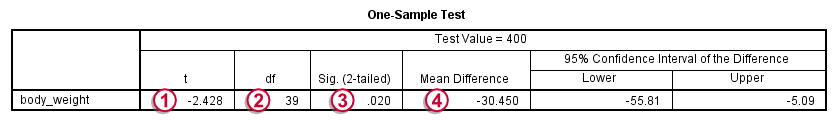 One-Sample Test
Test Value = 400
95% Confidence Interval of the Difference
t df Sig. (2-tailed) Mean Difference Lower Upper
body_weight 1 -2.428 2 39 3 .020 4 -30.450 -55.81 -5.09